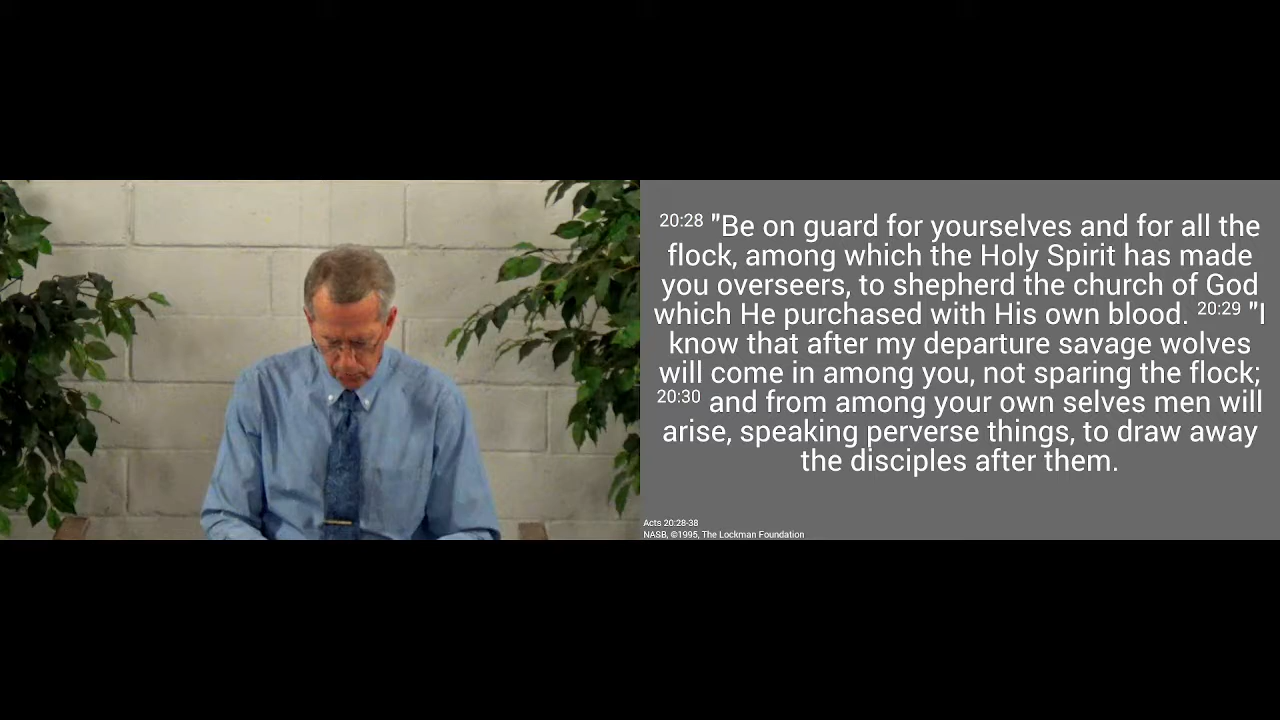 20:28 "Be on guard for yourselves and for all the
flock, among which the Holy Spirit has made
you overseers, to shepherd the church of God
which He purchased with His own blood. 20:29 "I
know that after my departure savage wolves
will come in among you, not sparing the flock;
20:30 and from among your own selves men will
arise, speaking perverse things, to draw away
the disciples after them.
Acts 20:28-38
NASB, ©1995, The Lockman Foundation